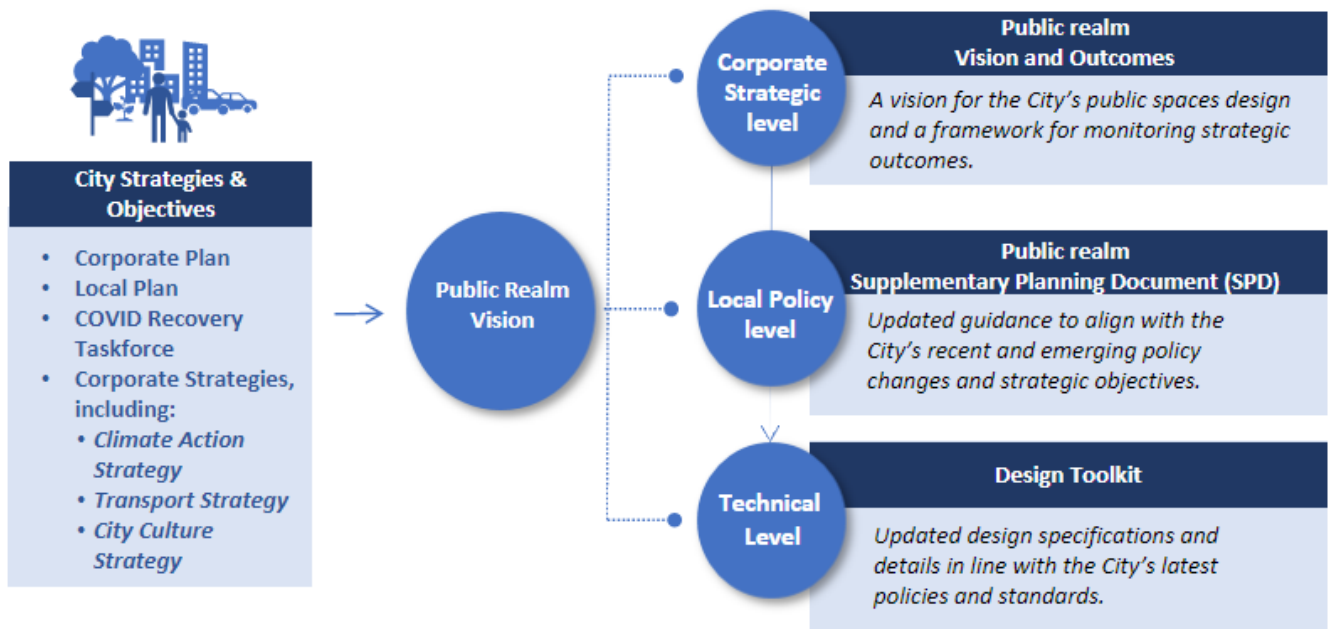 City Strategies &
Objectives
• Corporate Plan
• Local Plan
• COVID Recovery
Taskforce
• Corporate Strategies,
including:
• Climate Action
Strategy
• Transport Strategy
• City Culture
Strategy
Public Realm
Vision
Corporate
Strategic
level
Public realm
Vision and Outcomes
A vision for the City's public spaces design
and a framework for monitoring strategic
outcomes.
Local Policy
level
Public realm
Supplementary Planning Document (SPD)
Updated guidance to align with the
City's recent and emerging policy
changes and strategic objectives.
Technical
Level
Design Toolkit
Updated design specifications and
details in line with the City's latest
policies and standards.